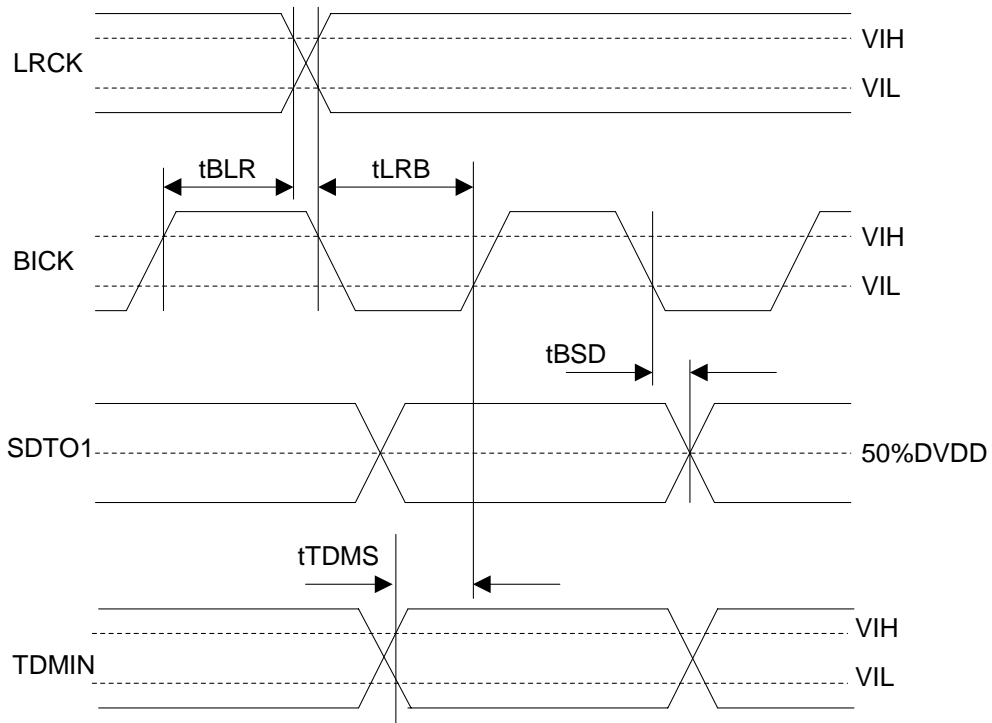 VIH
LRCK
VIL
tBLR
tLRB
VIH
BICK
VIL
tBSD
SDTO1
50%DVDD
tTDMS
VIH
TDMIN
VIL